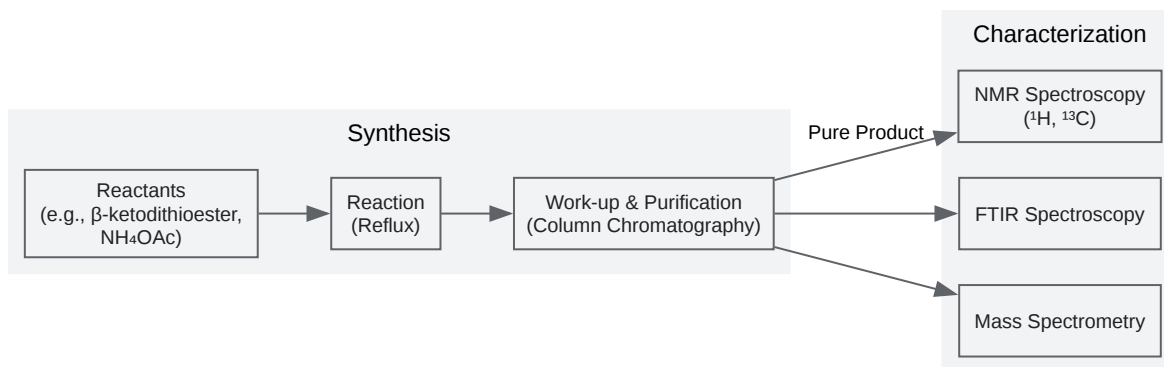 Synthesis
Reactants
(e.g., β-ketodithioester,
NH₄OAc)
Reaction
(Reflux)
Work-up & Purification
(Column Chromatography)
Pure Product
Characterization
NMR Spectroscopy
(¹H, ¹³C)
FTIR Spectroscopy
Mass Spectrometry